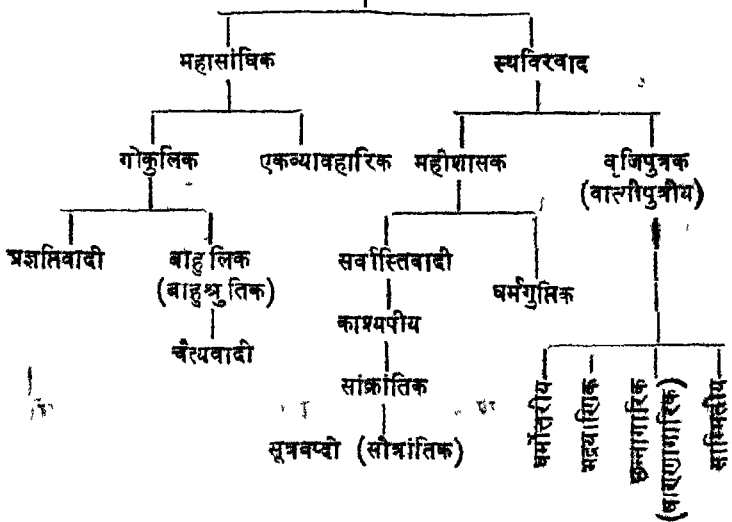 महासांघिक स्थविरवाद
गोकुलिक एकव्यावहारिक महीशासक वृजिपुत्रक
(वात्सीपुत्रीय)
प्रज्ञप्तिवादी बाहुलिक सर्वास्तिवादी
(बाहुश्रुतिक) धर्मगुप्तिक
काश्यपीय
चैत्यवादी
सांक्रांतिक
सूत्रवादी (सौत्रांतिक)
धर्मोत्तरीय
भद्रयाणिक
छन्नागारिक
(षाण्णागारिक)
साम्मितीय